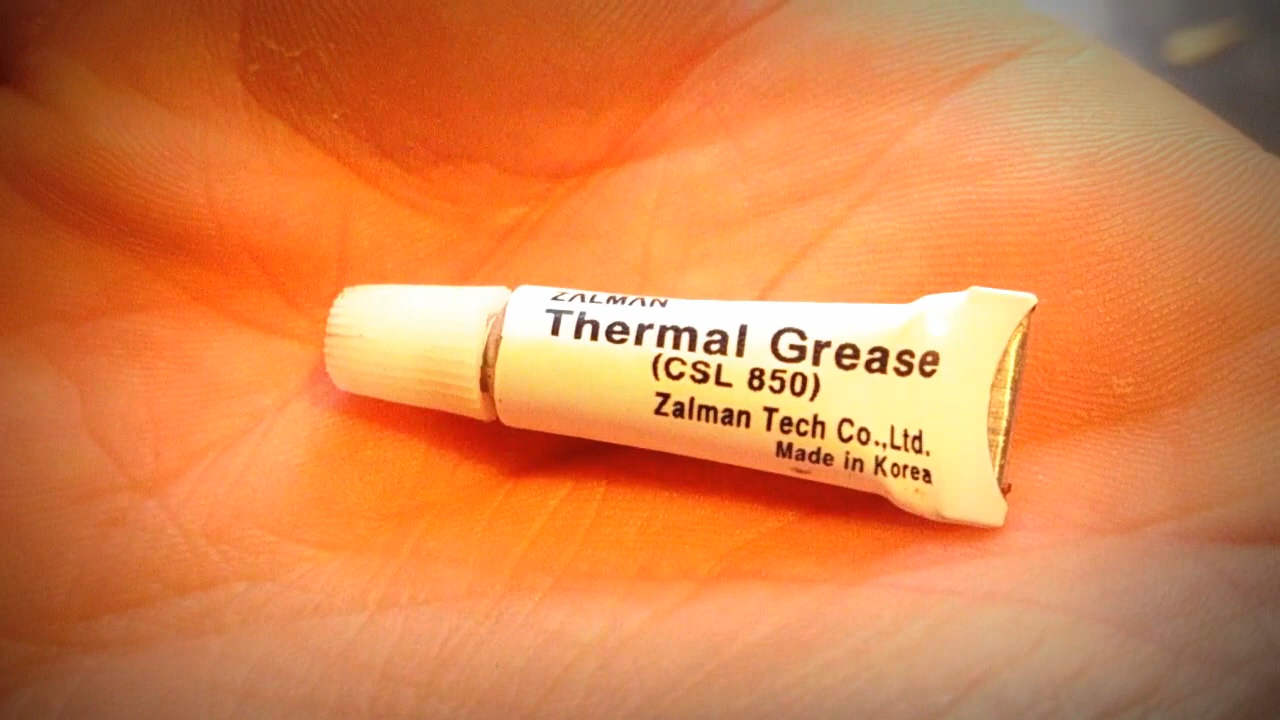 ZALMAN
Thermal Grease
(CSL 850)
Zalman Tech Co.,Ltd.
Made in Korea